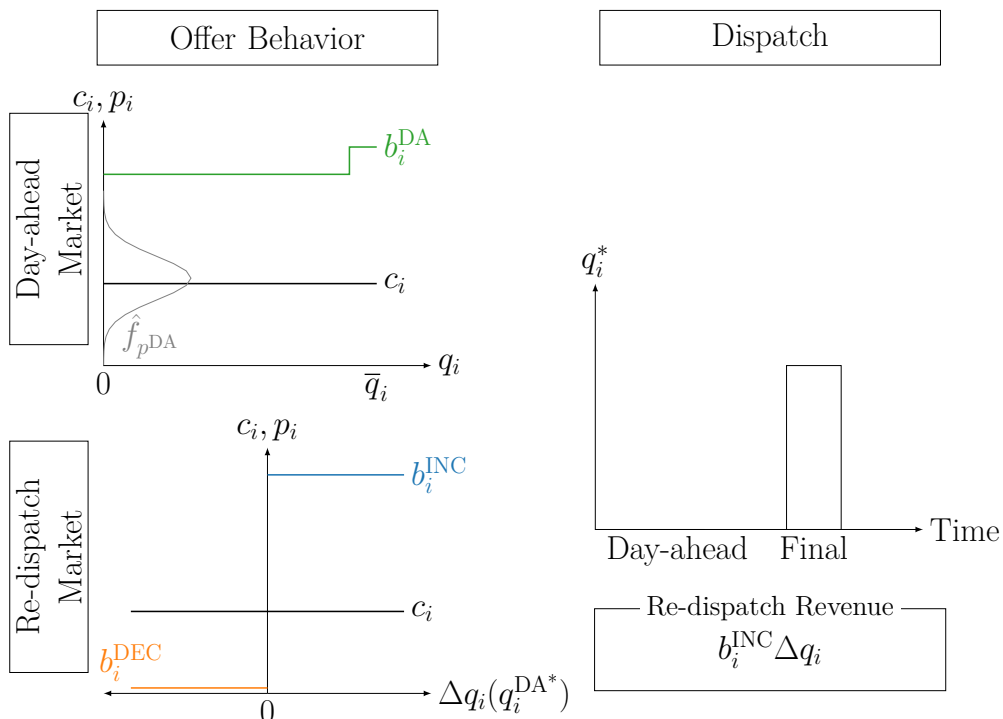 Offer Behavior
Dispatch
Day-ahead
Market
c_i, p_i
b_i^DA
c_i
f̂_{p^DA}
0
q̅_i
q_i
q_i^*
Day-ahead
Final
Time
Re-dispatch
Market
c_i, p_i
b_i^INC
c_i
b_i^DEC
0
Δq_i(q_i^{DA*})
Re-dispatch Revenue
b_i^INC Δq_i